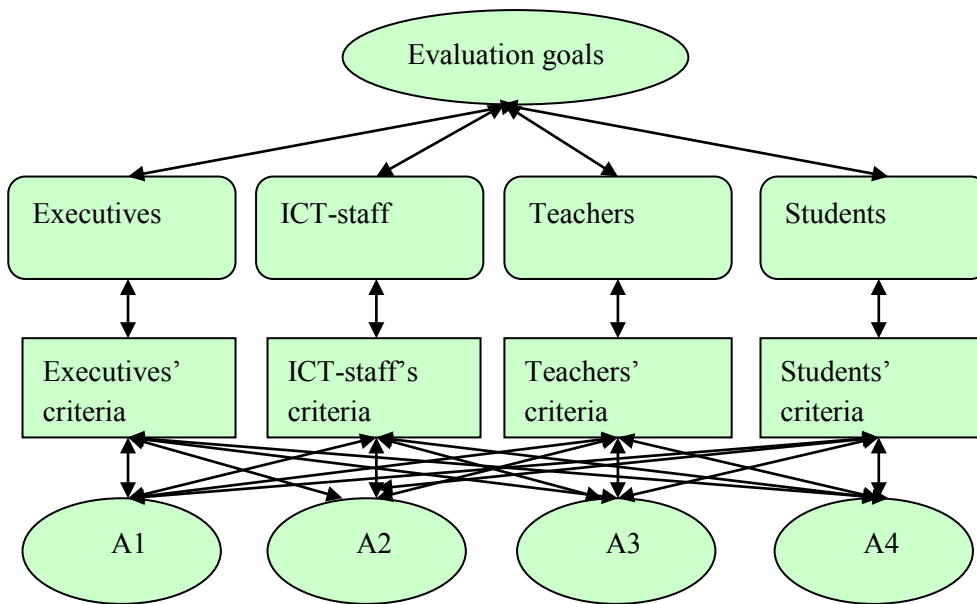 Evaluation goals
Executives
ICT-staff
Teachers
Students
Executives’
criteria
ICT-staff’s
criteria
Teachers’
criteria
Students’
criteria
A1
A2
A3
A4